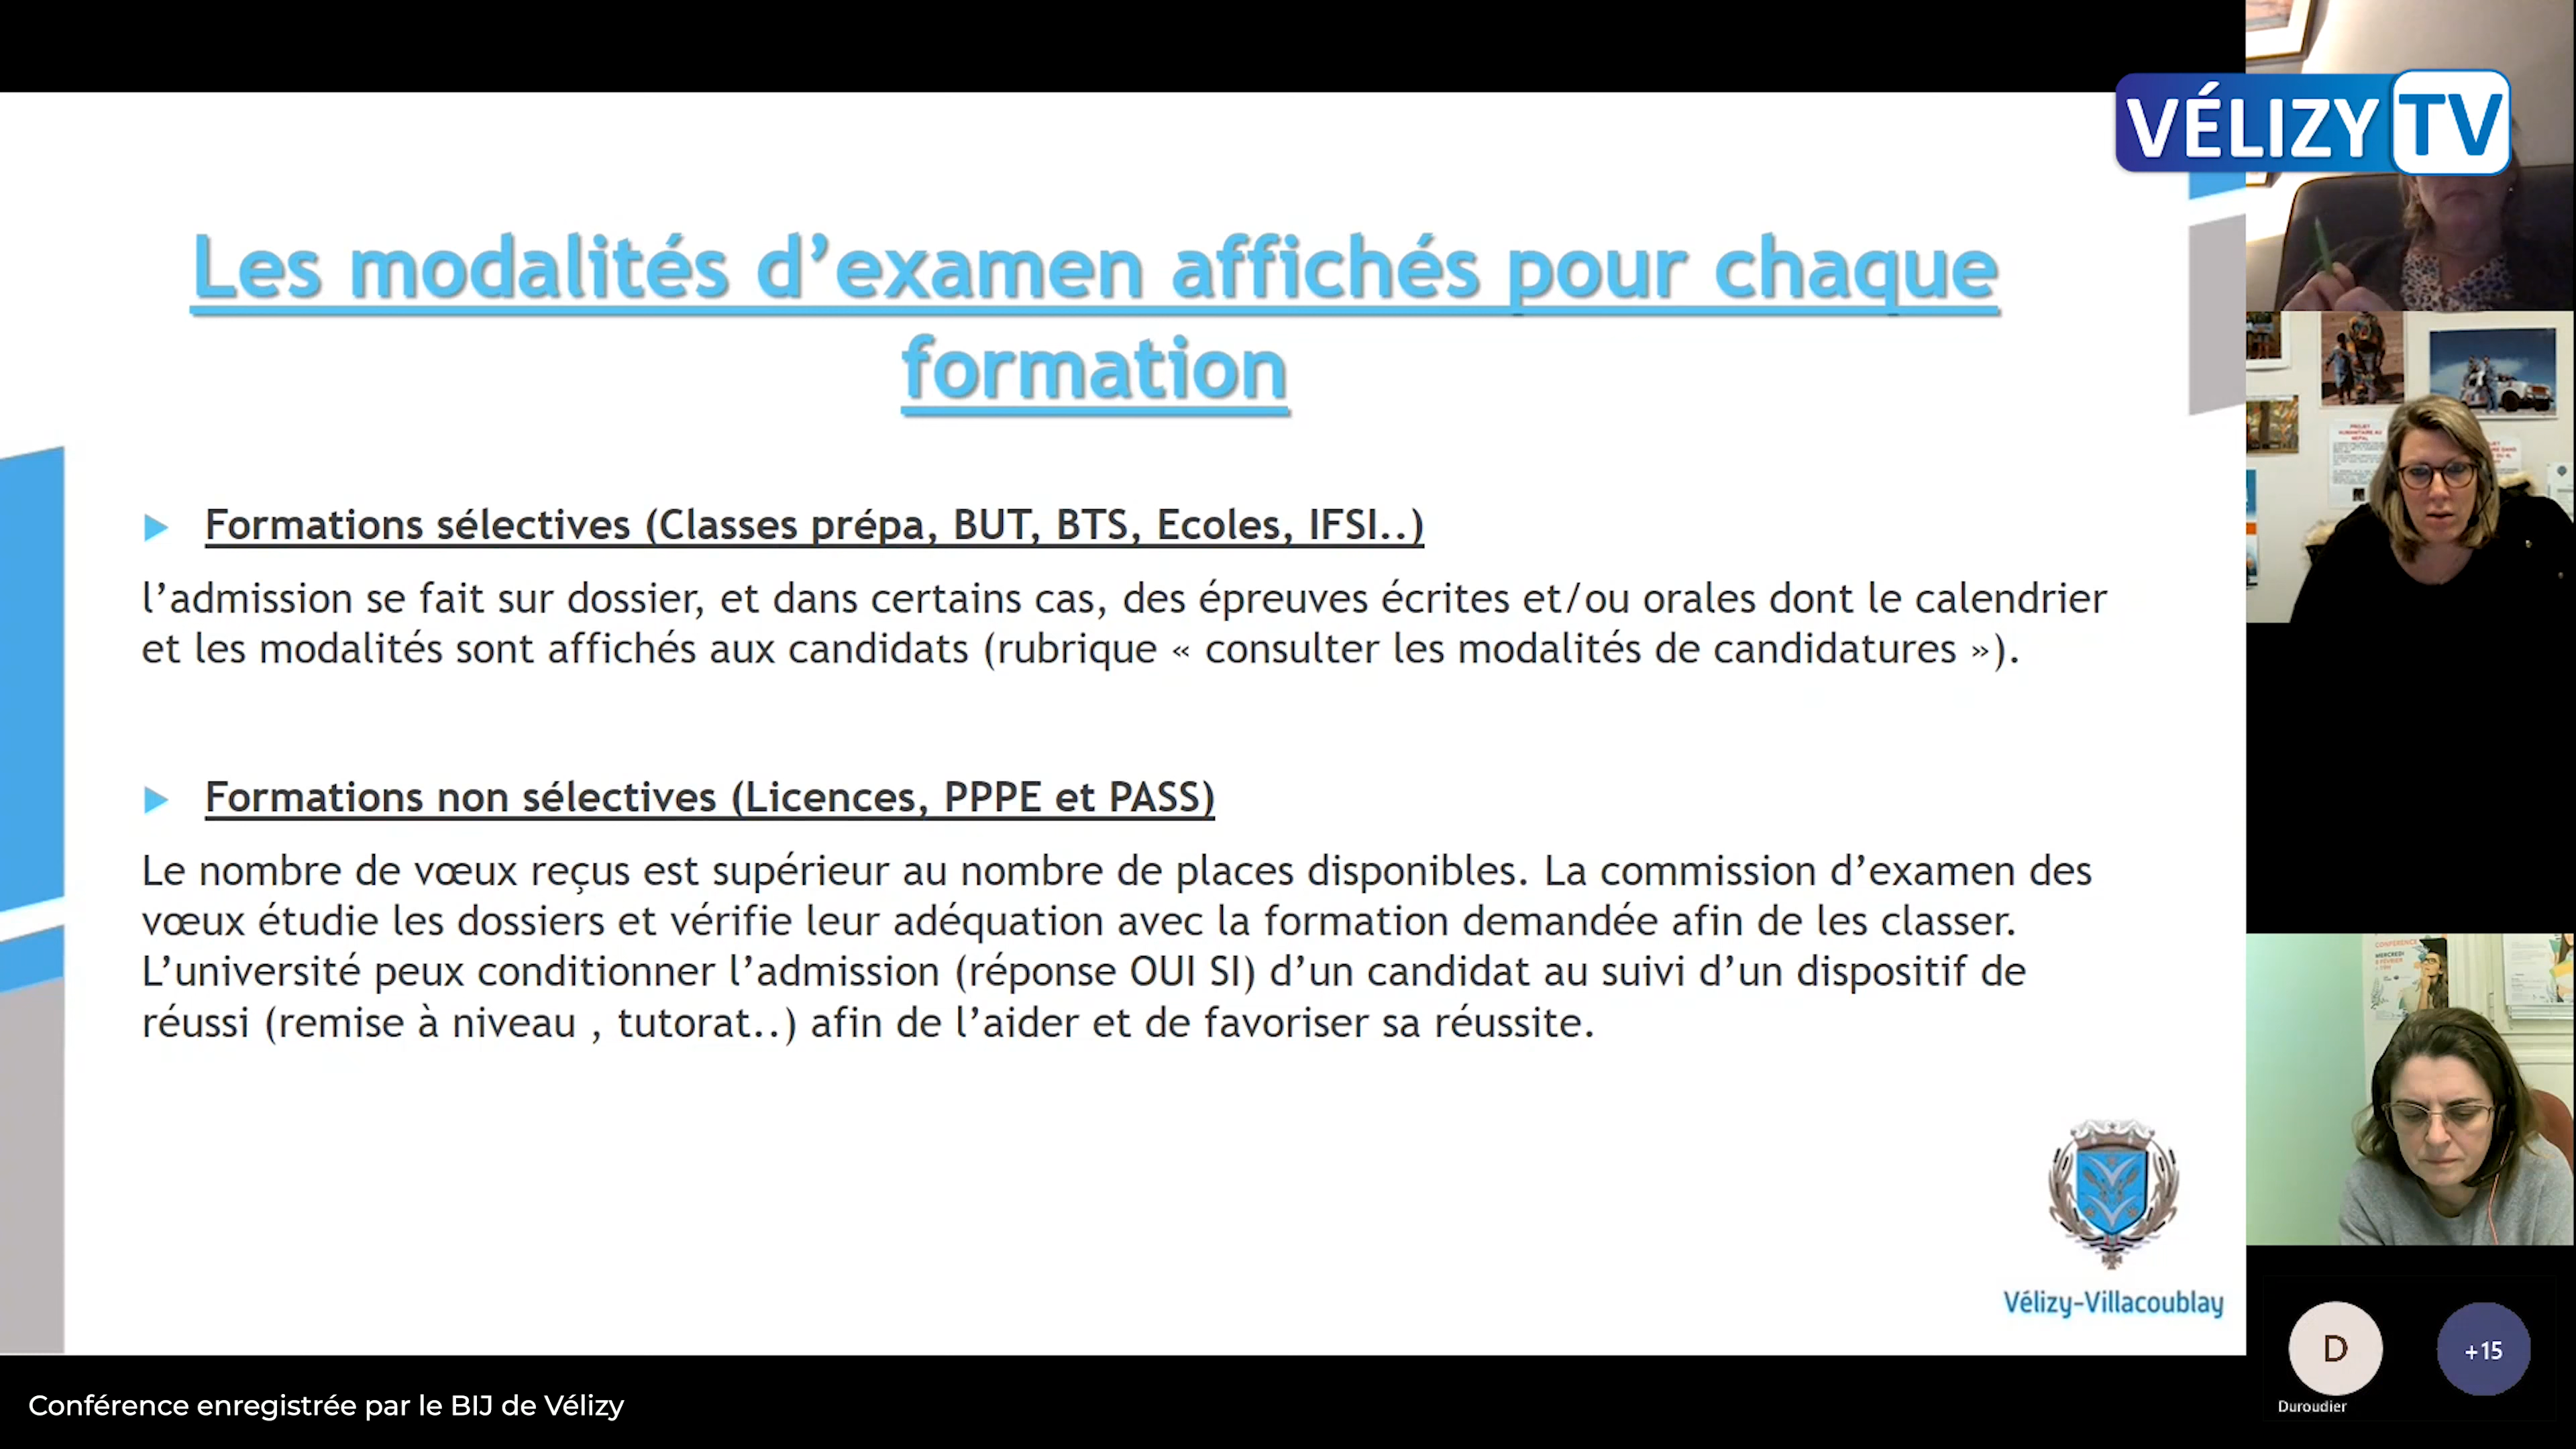 VÉLIZY TV
Les modalités d’examen affichés pour chaque
formation
Formations sélectives (Classes prépa, BUT, BTS, Ecoles, IFSI..)
l’admission se fait sur dossier, et dans certains cas, des épreuves écrites et/ou orales dont le calendrier
et les modalités sont affichés aux candidats (rubrique « consulter les modalités de candidatures »).
Formations non sélectives (Licences, PPPE et PASS)
Le nombre de vœux reçus est supérieur au nombre de places disponibles. La commission d’examen des
vœux étudie les dossiers et vérifie leur adéquation avec la formation demandée afin de les classer.
L’université peux conditionner l’admission (réponse OUI SI) d’un candidat au suivi d’un dispositif de
réussi (remise à niveau , tutorat..) afin de l’aider et de favoriser sa réussite.
Vélizy-Villacoublay
PROJET
HUMANITAIRE AU
NEPAL
CONFÉRENCE
MERCREDI
D
+15
Duroudier
Conférence enregistrée par le BIJ de Vélizy